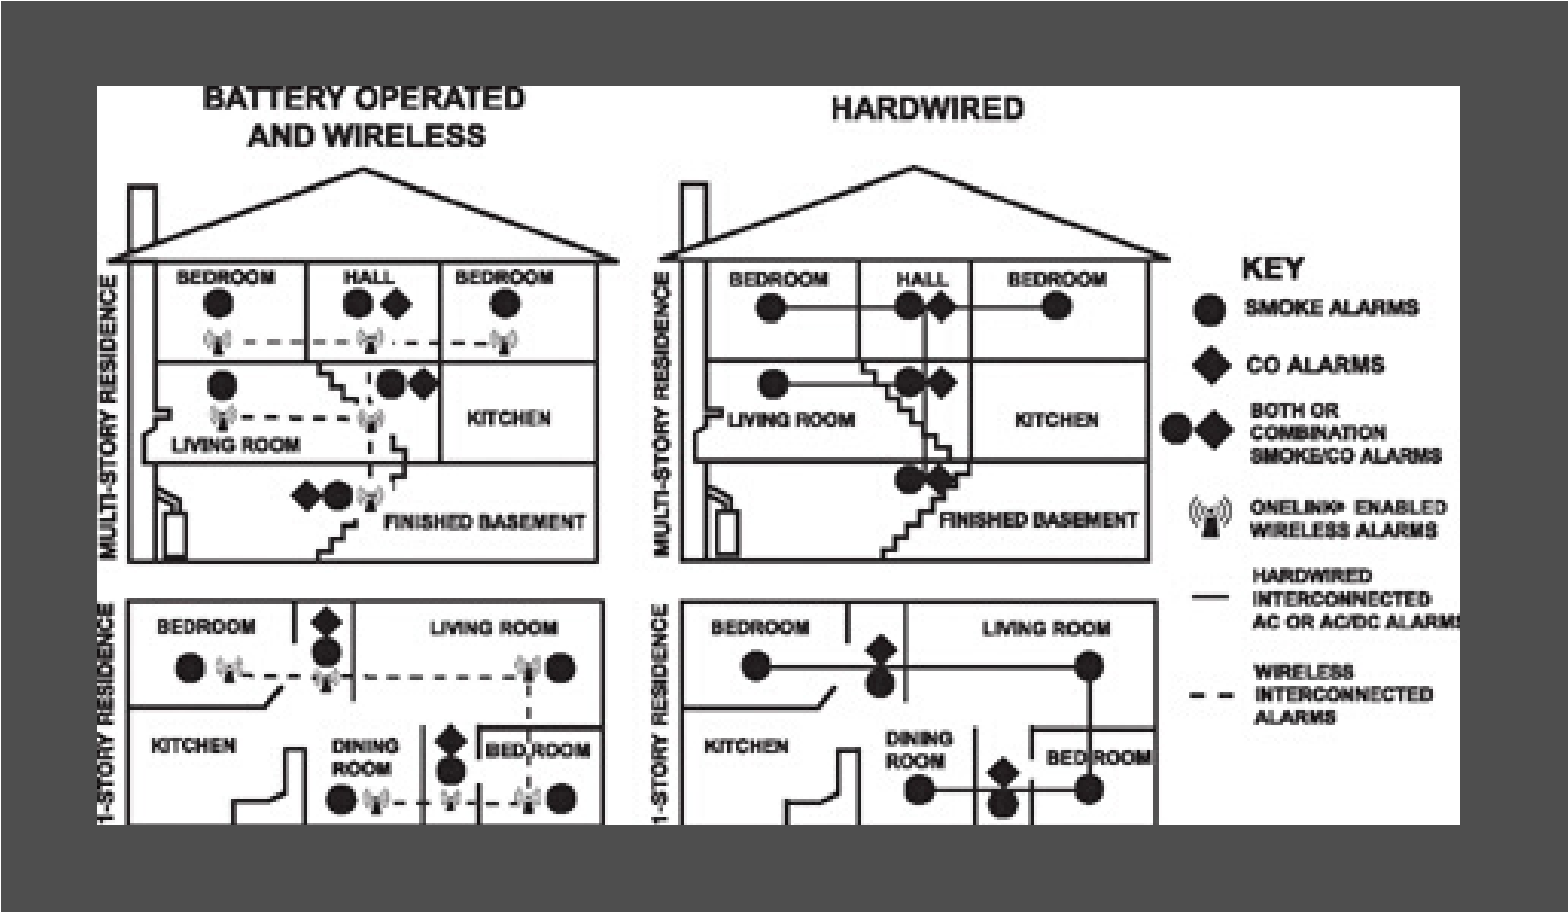 BATTERY OPERATED
AND WIRELESS
MULTI-STORY RESIDENCE
BEDROOM
HALL
BEDROOM
LIVING ROOM
KITCHEN
FINISHED BASEMENT
1-STORY RESIDENCE
BEDROOM
LIVING ROOM
KITCHEN
DINING
ROOM
BEDROOM
HARDWIRED
MULTI-STORY RESIDENCE
BEDROOM
HALL
BEDROOM
LIVING ROOM
KITCHEN
FINISHED BASEMENT
1-STORY RESIDENCE
BEDROOM
LIVING ROOM
KITCHEN
DINING
ROOM
BEDROOM
KEY
SMOKE ALARMS
CO ALARMS
BOTH OR
COMBINATION
SMOKE/CO ALARMS
ONELINK® ENABLED
WIRELESS ALARMS
HARDWIRED
INTERCONNECTED
AC OR AC/DC ALARMS
WIRELESS
INTERCONNECTED
ALARMS